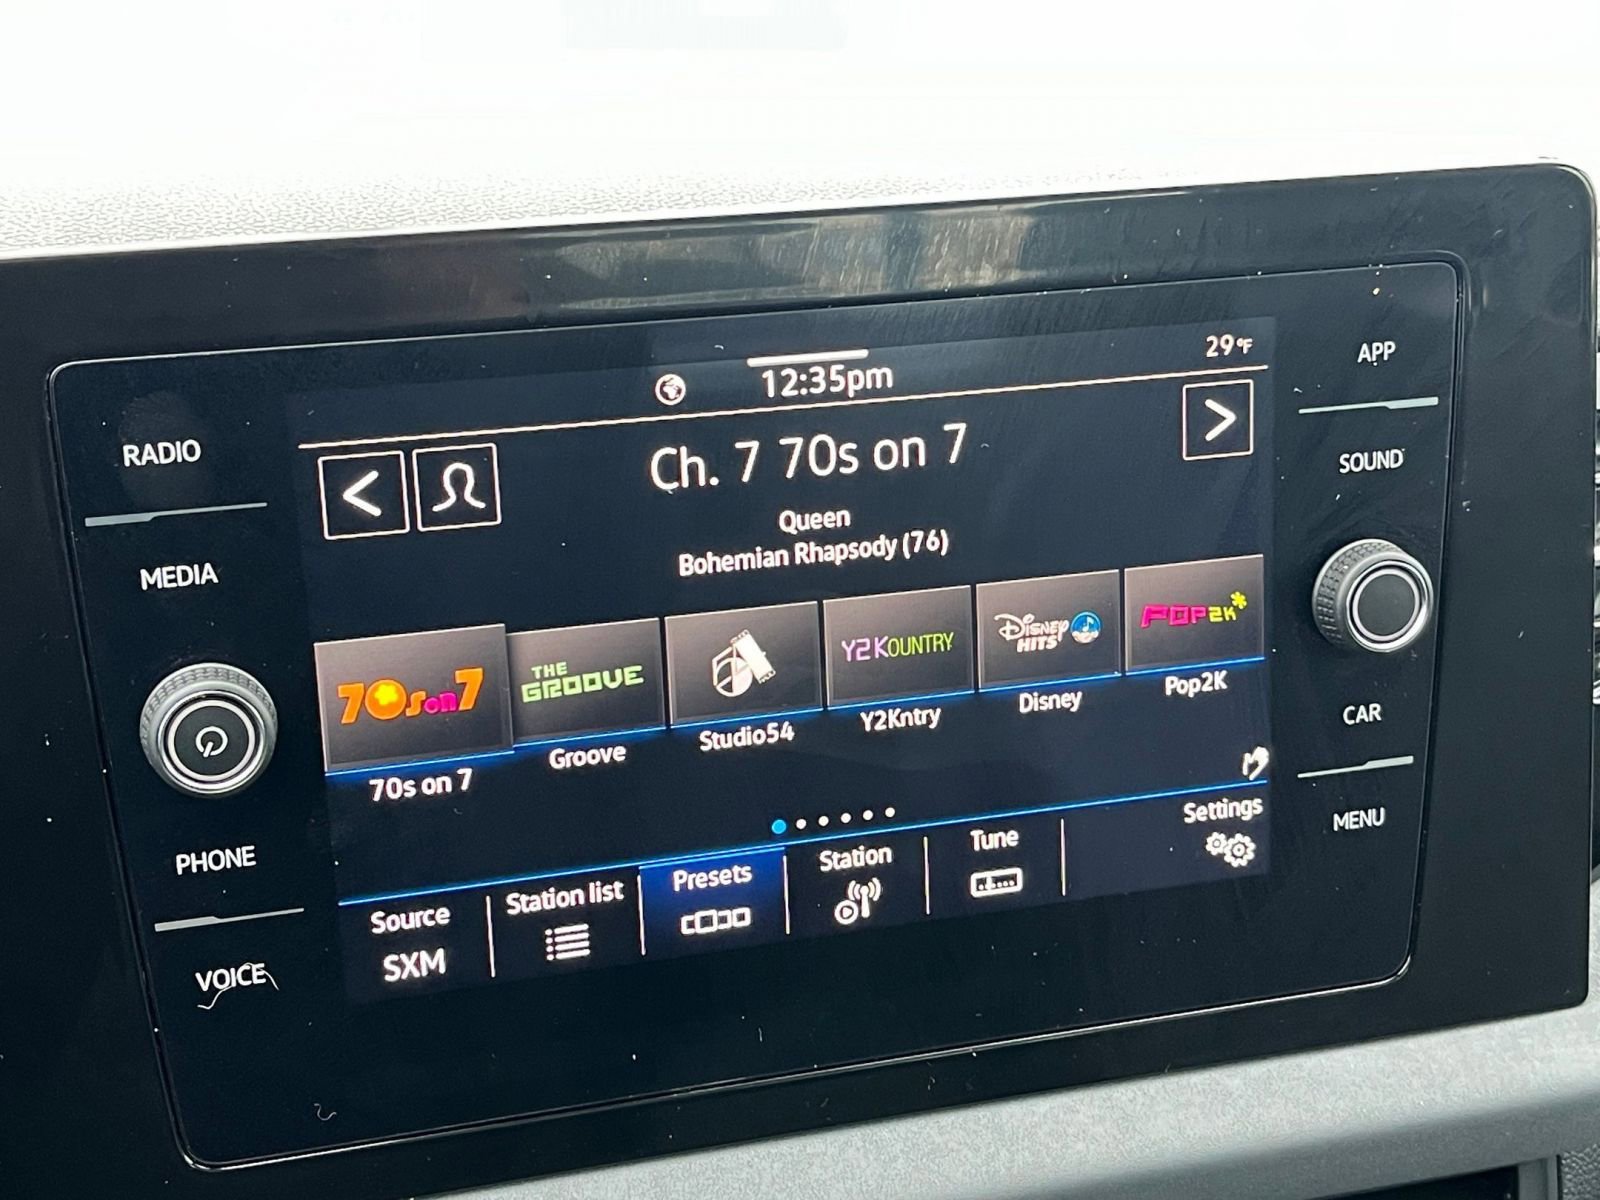 12:35pm
29°F
Ch. 7 70s on 7
Queen
Bohemian Rhapsody (76)
70s on 7
THE
GROOVE
Y2KOUNTRY
DISNEY
HITS
POP2K
70s on 7
Groove
Studio54
Y2Kntry
Disney
Pop2K
Source
SXM
Station list
Presets
Station
Tune
Settings
RADIO
MEDIA
PHONE
VOICE
APP
SOUND
CAR
MENU